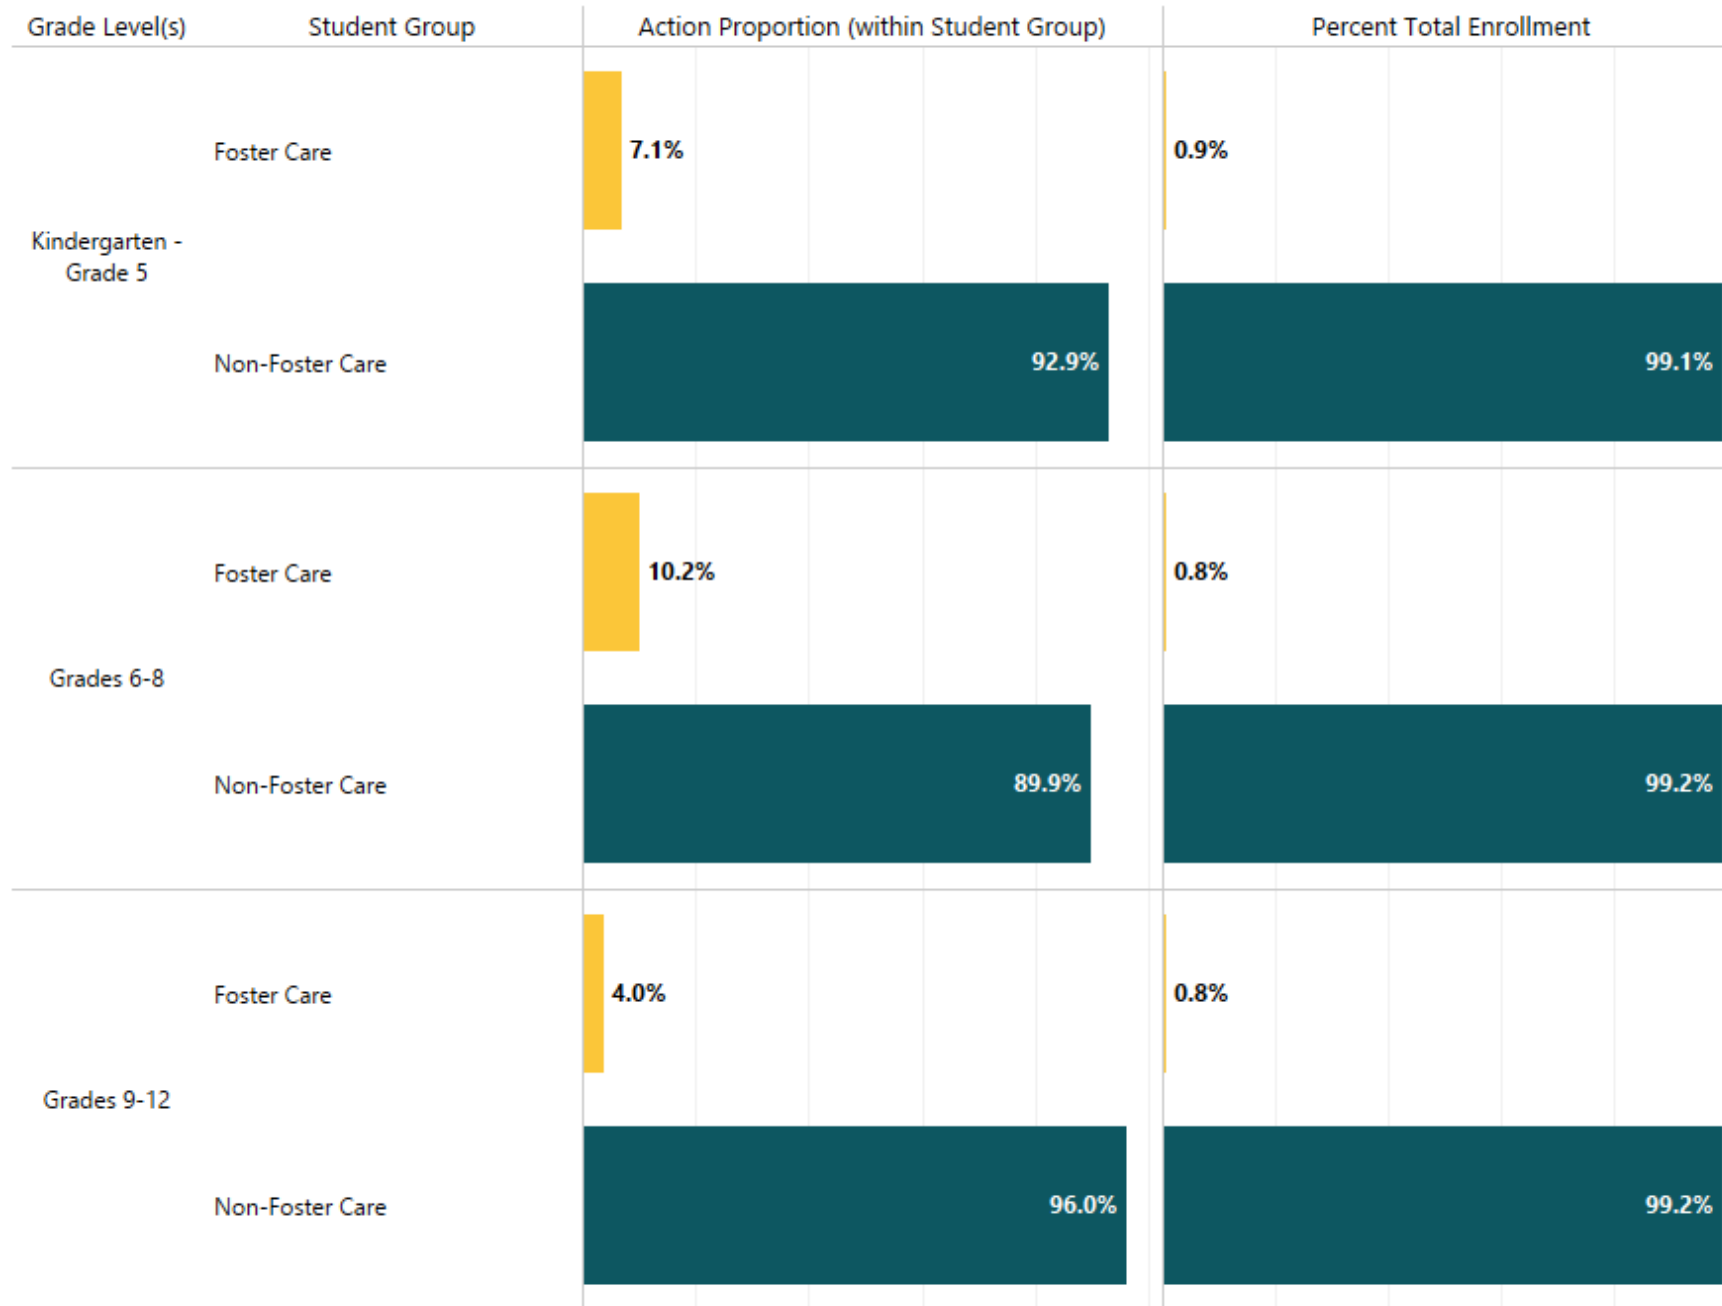 Grade Level(s) Student Group Action Proportion (within Student Group) Percent Total Enrollment
Foster Care 7.1% 0.9%
Kindergarten -
Grade 5
Non-Foster Care 92.9% 99.1%
Foster Care 10.2% 0.8%
Grades 6-8
Non-Foster Care 89.9% 99.2%
Foster Care 4.0% 0.8%
Grades 9-12
Non-Foster Care 96.0% 99.2%